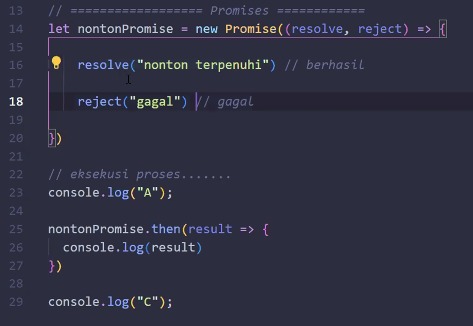 13 // ================== Promises ============
14 let nontonPromise = new Promise((resolve, reject) => {
15
16 resolve("nonton terpenuhi") // berhasil
17
18 reject("gagal") // gagal
19
20 })
21
22 // eksekusi proses.......
23 console.log("A");
24
25 nontonPromise.then(result => {
26 console.log(result)
27 })
28
29 console.log("C");